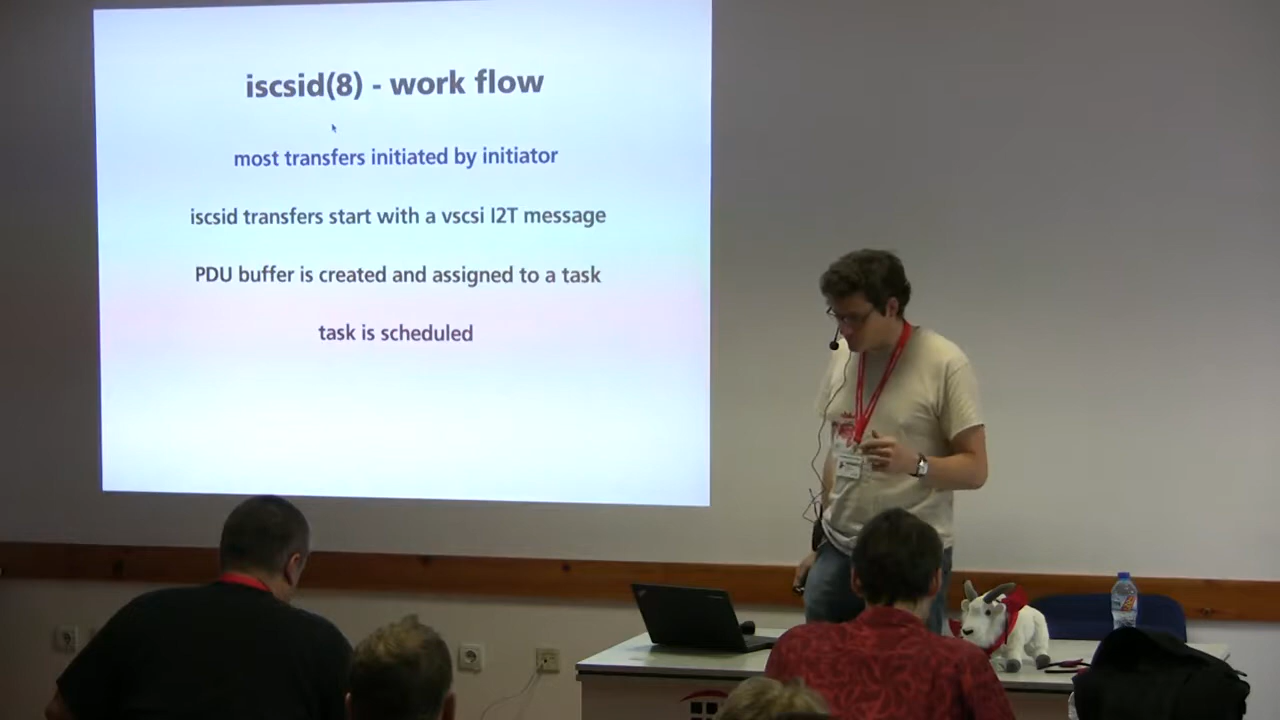 iscsid(8) - work flow
most transfers initiated by initiator
iscsid transfers start with a vscsi I2T message
PDU buffer is created and assigned to a task
task is scheduled